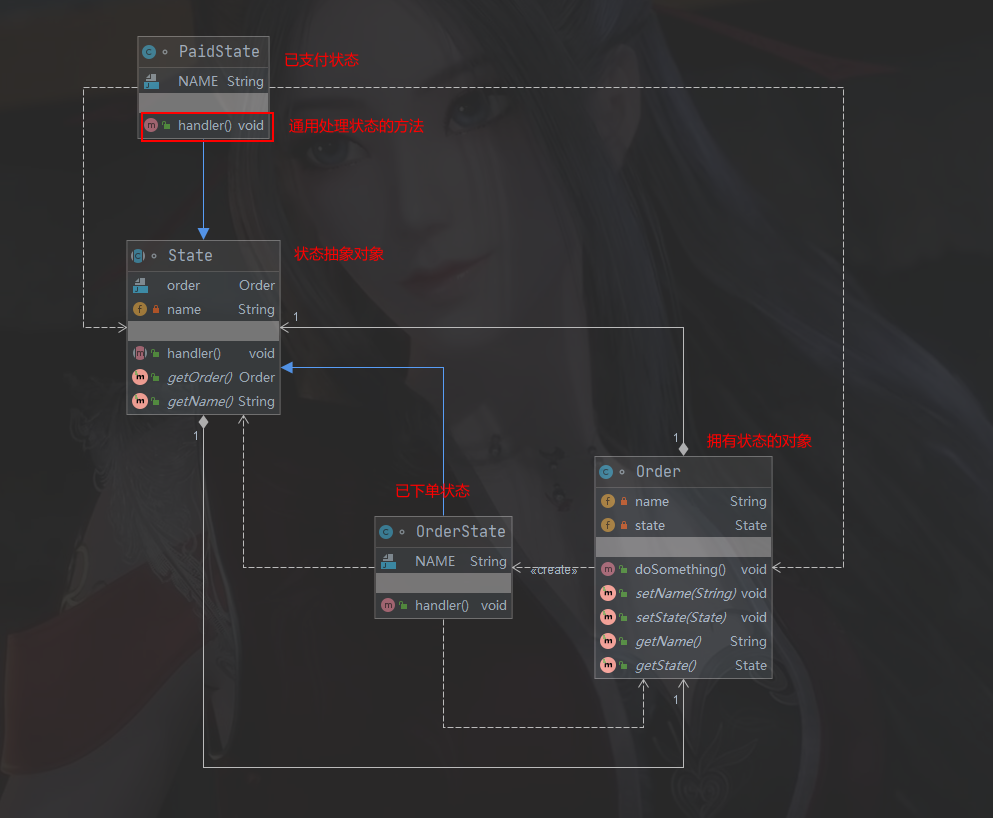 PaidState
已支付状态
NAME String
handler() void
通用处理状态的方法
State
状态抽象对象
order Order
name String
1
handler() void
getOrder() Order
getName() String
1
1
拥有状态的对象
Order
name String
state State
已下单状态
OrderState
NAME String
handler() void
«create»
doSomething() void
setName(String) void
setState(State) void
getName() String
getState() State
1